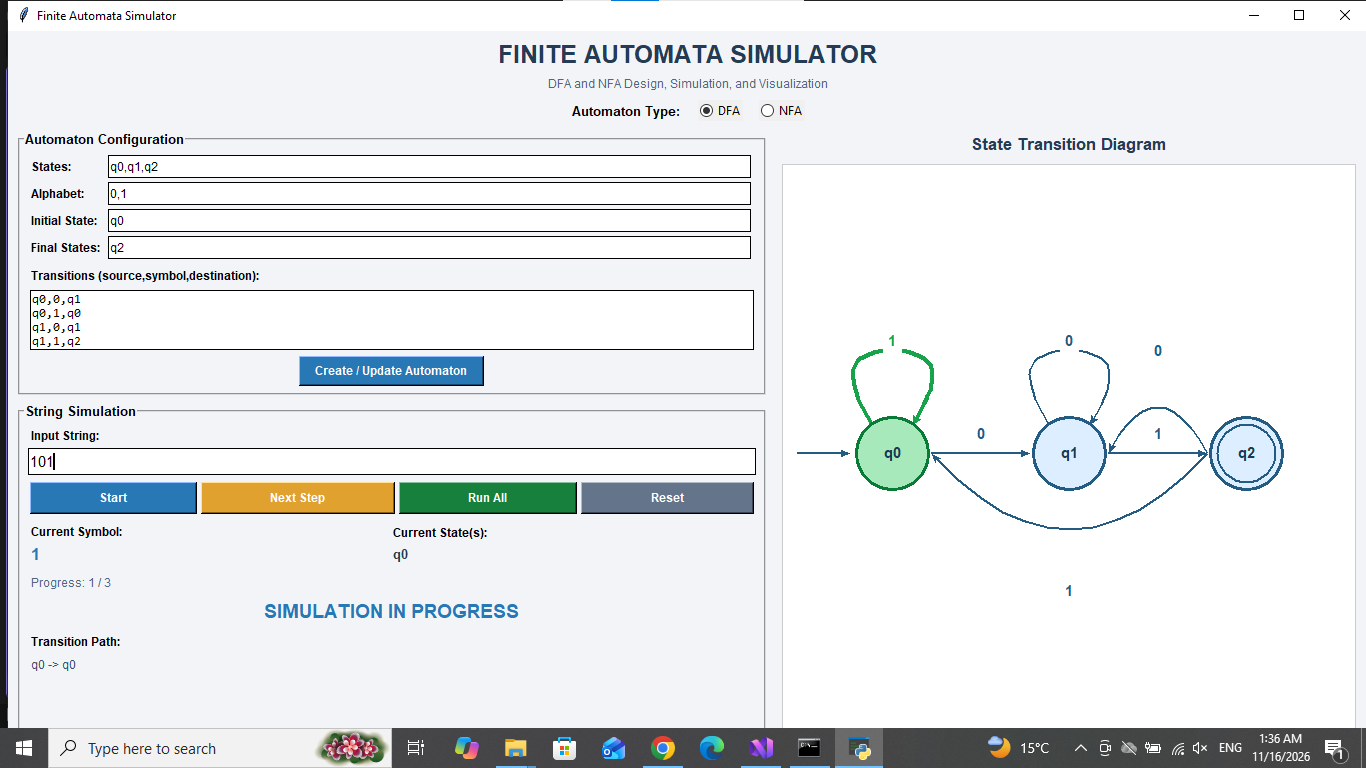 Finite Automata Simulator
FINITE AUTOMATA SIMULATOR
DFA and NFA Design, Simulation, and Visualization
Automaton Type: DFA NFA
Automaton Configuration
States: q0,q1,q2
Alphabet: 0,1
Initial State: q0
Final States: q2
Transitions (source,symbol,destination):
q0,0,q1
q0,1,q0
q1,0,q1
q1,1,q2
Create / Update Automaton
String Simulation
Input String:
101
Start Next Step Run All Reset
Current Symbol: Current State(s):
1 q0
Progress: 1 / 3
SIMULATION IN PROGRESS
Transition Path:
q0 -> q0
State Transition Diagram
1 0 0
0 1
q0 q1 q2
1
Type here to search
15°C ENG 1:36 AM
11/16/2026
1